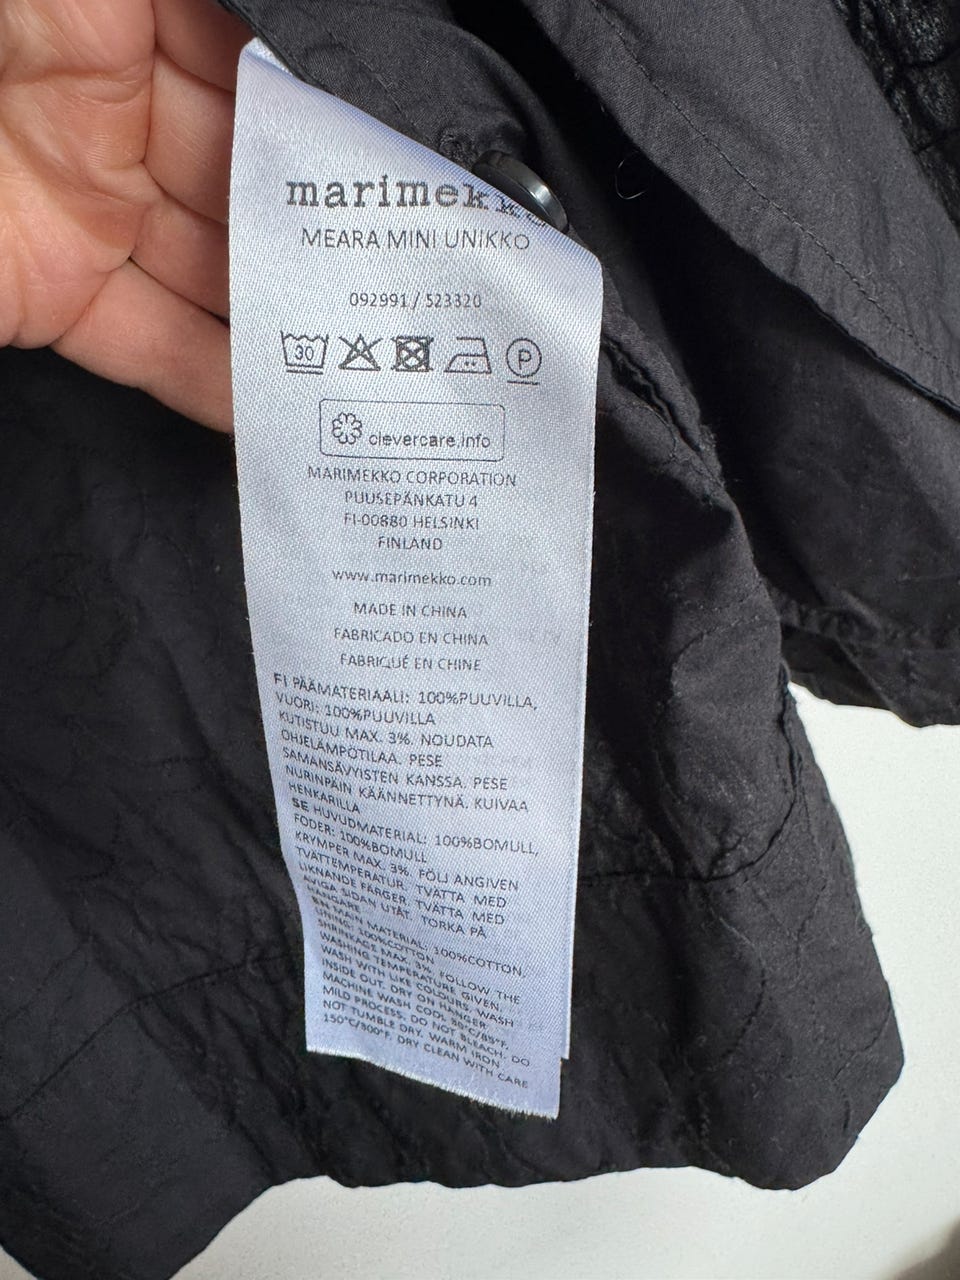 marimekko
MEARA MINI UNIKKO
092991 / 523320
30
P
clevercare.info
MARIMEKKO CORPORATION
PUUSEPÄNKATU 4
FI-00880 HELSINKI
FINLAND
www.marimekko.com
MADE IN CHINA
FABRICADO EN CHINA
FABRIQUÉ EN CHINE
FI PÄÄMATERIAALI: 100%PUUVILLA,
VUORI: 100%PUUVILLA
KUTISTUU MAX. 3%. NOUDATA
OHJELÄMPÖTILAA. PESE
SAMANSÄVYISTEN KANSSA. PESE
NURINPÄIN KÄÄNNETTYNÄ. KUIVAA
HENKARILLA
SE HUVUDMATERIAL: 100%BOMULL,
FODER: 100%BOMULL
KRYMPER MAX. 3%. FÖLJ ANGIVEN
TVÄTTEMPERATUR. TVÄTTA MED
LIKNANDE FÄRGER. TVÄTTA MED
AVIGA SIDAN UTÅT. TORKA PÅ
HÄNGARE
EN MAIN MATERIAL: 100%COTTON,
LINING: 100%COTTON
SHRINKAGE MAX. 3%. FOLLOW THE
WASHING TEMPERATURE GIVEN.
WASH WITH LIKE COLOURS. WASH
INSIDE OUT. DRY ON HANGER
MACHINE WASH COOL 30°C/85°F,
MILD PROCESS. DO NOT BLEACH. DO
NOT TUMBLE DRY. WARM IRON
150°C/300°F. DRY CLEAN WITH CARE